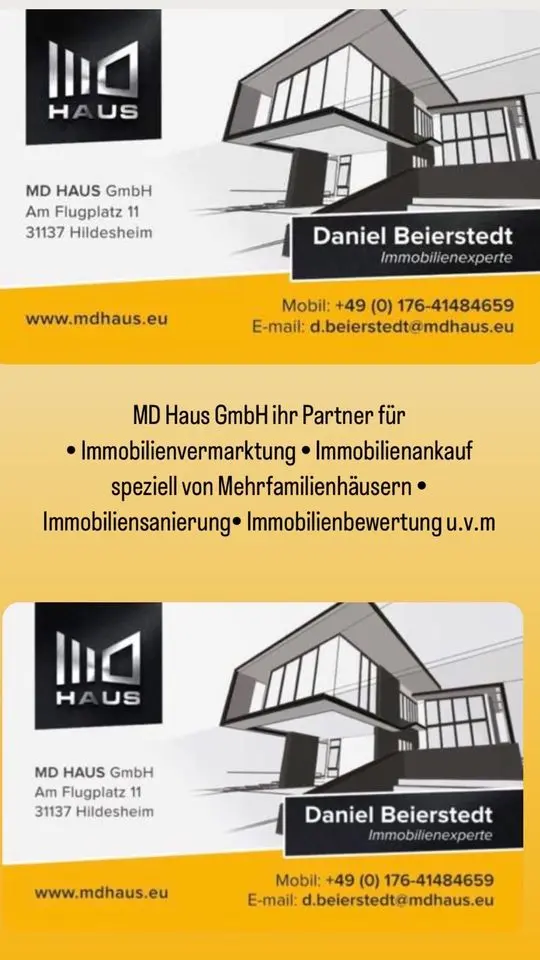 MD
HAUS
MD HAUS GmbH
Am Flugplatz 11
31137 Hildesheim
Daniel Beierstedt
Immobilienexperte
www.mdhaus.eu
Mobil: +49 (0) 176-41484659
E-mail: d.beierstedt@mdhaus.eu
MD Haus GmbH ihr Partner für
• Immobilienvermarktung • Immobilienankauf
speziell von Mehrfamilienhäusern •
Immobiliensanierung• Immobilienbewertung u.v.m
MD
HAUS
MD HAUS GmbH
Am Flugplatz 11
31137 Hildesheim
Daniel Beierstedt
Immobilienexperte
www.mdhaus.eu
Mobil: +49 (0) 176-41484659
E-mail: d.beierstedt@mdhaus.eu